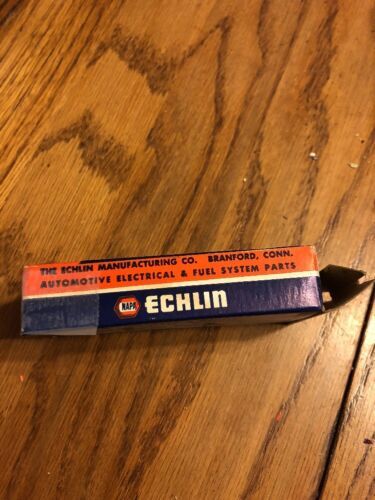 THE ECHLIN MANUFACTURING CO. BRANFORD, CONN.
AUTOMOTIVE ELECTRICAL & FUEL SYSTEM PARTS
NAPA ECHLIN